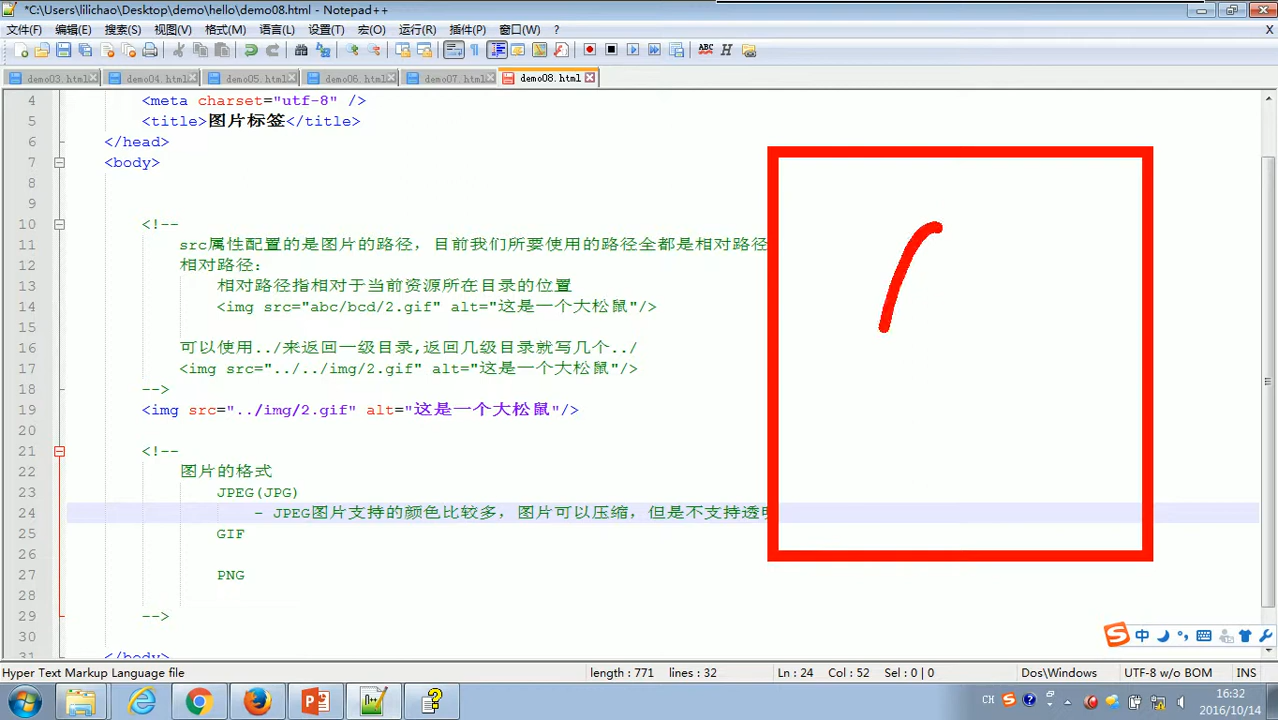 *C:\Users\lilichao\Desktop\demo\hello\demo08.html - Notepad++
文件(F) 编辑(E) 搜索(S) 视图(V) 格式(M) 语言(L) 设置(T) 宏(O) 运行(R) 插件(P) 窗口(W) ? X
demo03.html demo04.html demo05.html demo06.html demo07.html demo08.html
4 <meta charset="utf-8" />
5 <title>图片标签</title>
6 </head>
7 <body>
8
9
10 <!--
11 src属性配置的是图片的路径，目前我们所要使用的路径全都是相对路径
12 相对路径：
13 相对路径指相对于当前资源所在目录的位置
14 <img src="abc/bcd/2.gif" alt="这是一个大松鼠"/>
15
16 可以使用../来返回一级目录,返回几级目录就写几个../
17 <img src="../../img/2.gif" alt="这是一个大松鼠"/>
18 -->
19 <img src="../img/2.gif" alt="这是一个大松鼠"/>
20
21 <!--
22 图片的格式
23 JPEG(JPG)
24 - JPEG图片支持的颜色比较多，图片可以压缩，但是不支持透
25 GIF
26
27 PNG
28
29 -->
30
31 </body>
中
Hyper Text Markup Language file length : 771 lines : 32 Ln : 24 Col : 52 Sel : 0 | 0 Dos\Windows UTF-8 w/o BOM INS
CH 16:32
2016/10/14